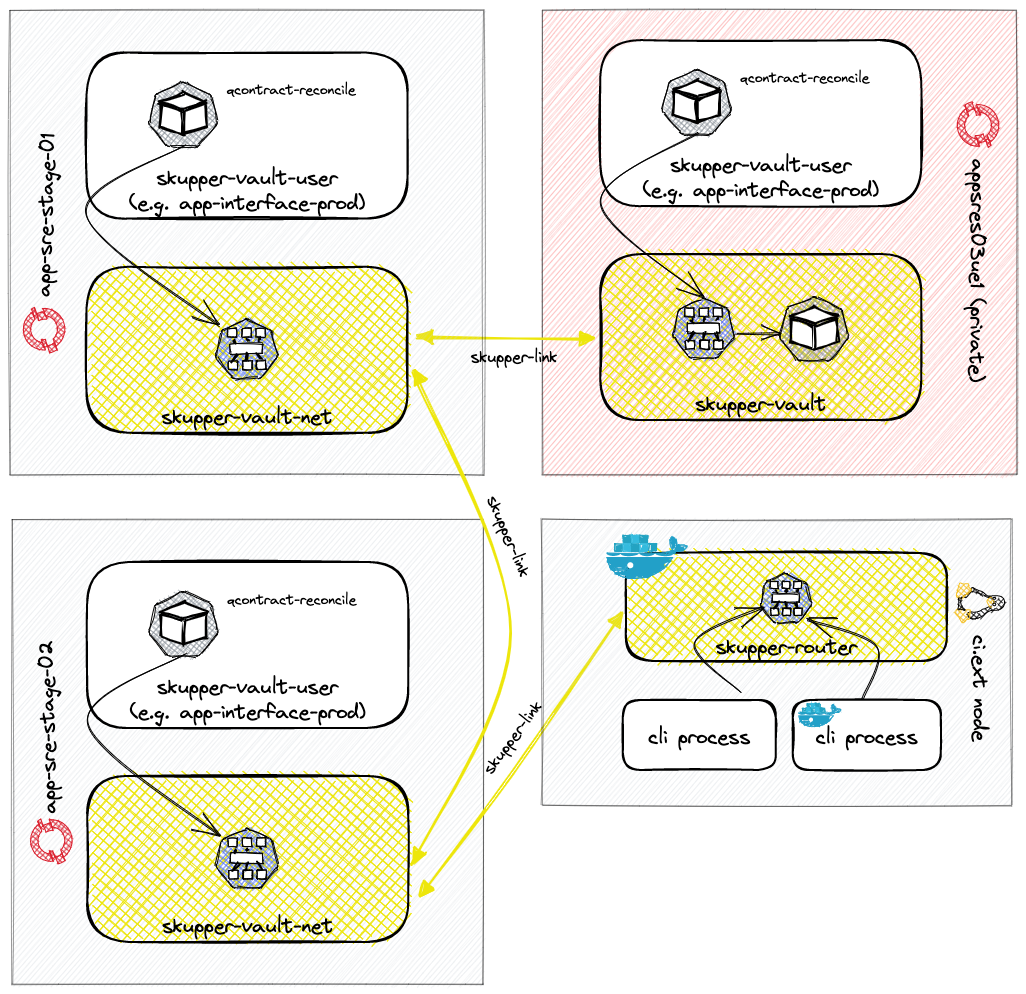 app-sre-stage-01
qcontract-reconcile
skupper-vault-user
(e.g. app-interface-prod)
skupper-vault-net
skupper-link
qcontract-reconcile
skupper-vault-user
(e.g. app-interface-prod)
skupper-vault
appsres03ue1 (private)
skupper-link
app-sre-stage-02
qcontract-reconcile
skupper-vault-user
(e.g. app-interface-prod)
skupper-vault-net
skupper-link
skupper-router
cli process
cli process
ci.ext node